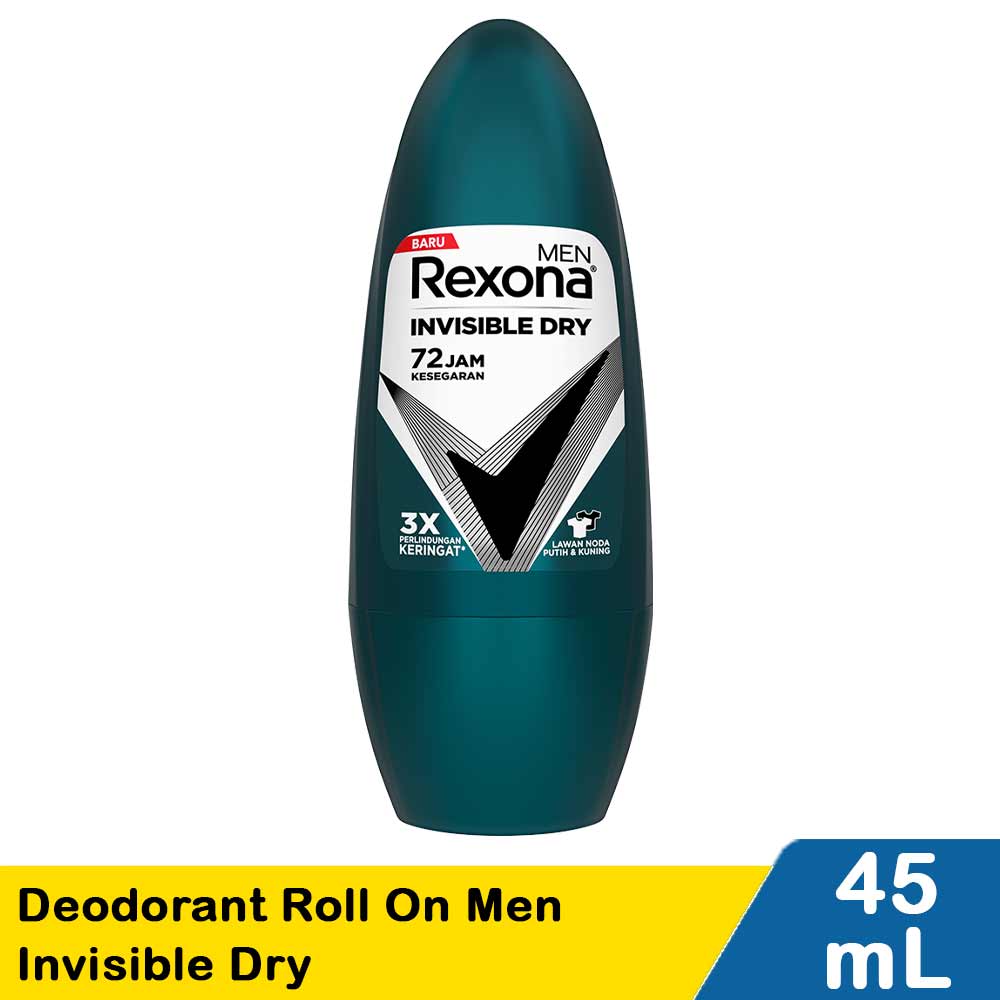 BARU
MEN
Rexona®
INVISIBLE DRY
72 JAM
KESEGARAN
3X
PERLINDUNGAN
KERINGAT*
LAWAN NODA
PUTIH & KUNING
Deodorant Roll On Men
Invisible Dry
45
mL